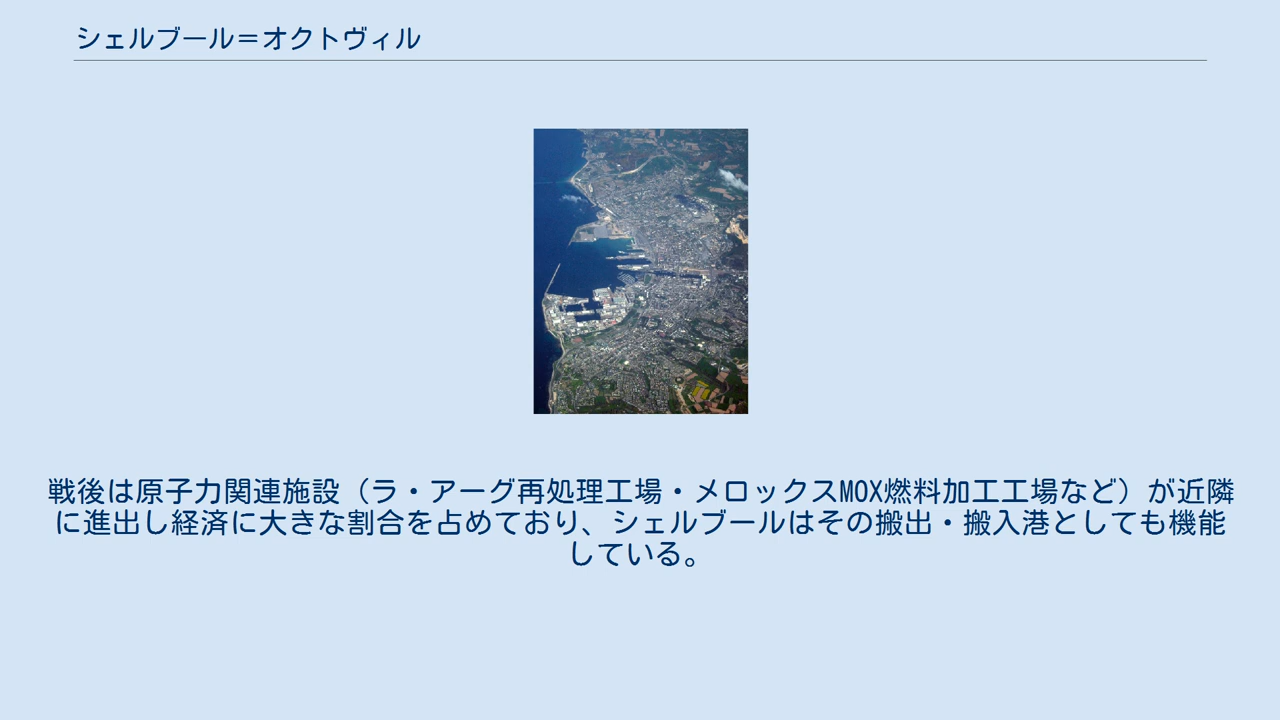 シェルブール＝オクトヴィル
戦後は原子力関連施設（ラ・アーグ再処理工場・メロックスMOX燃料加工工場など）が近隣
に進出し経済に大きな割合を占めており、シェルブールはその搬出・搬入港としても機能
している。